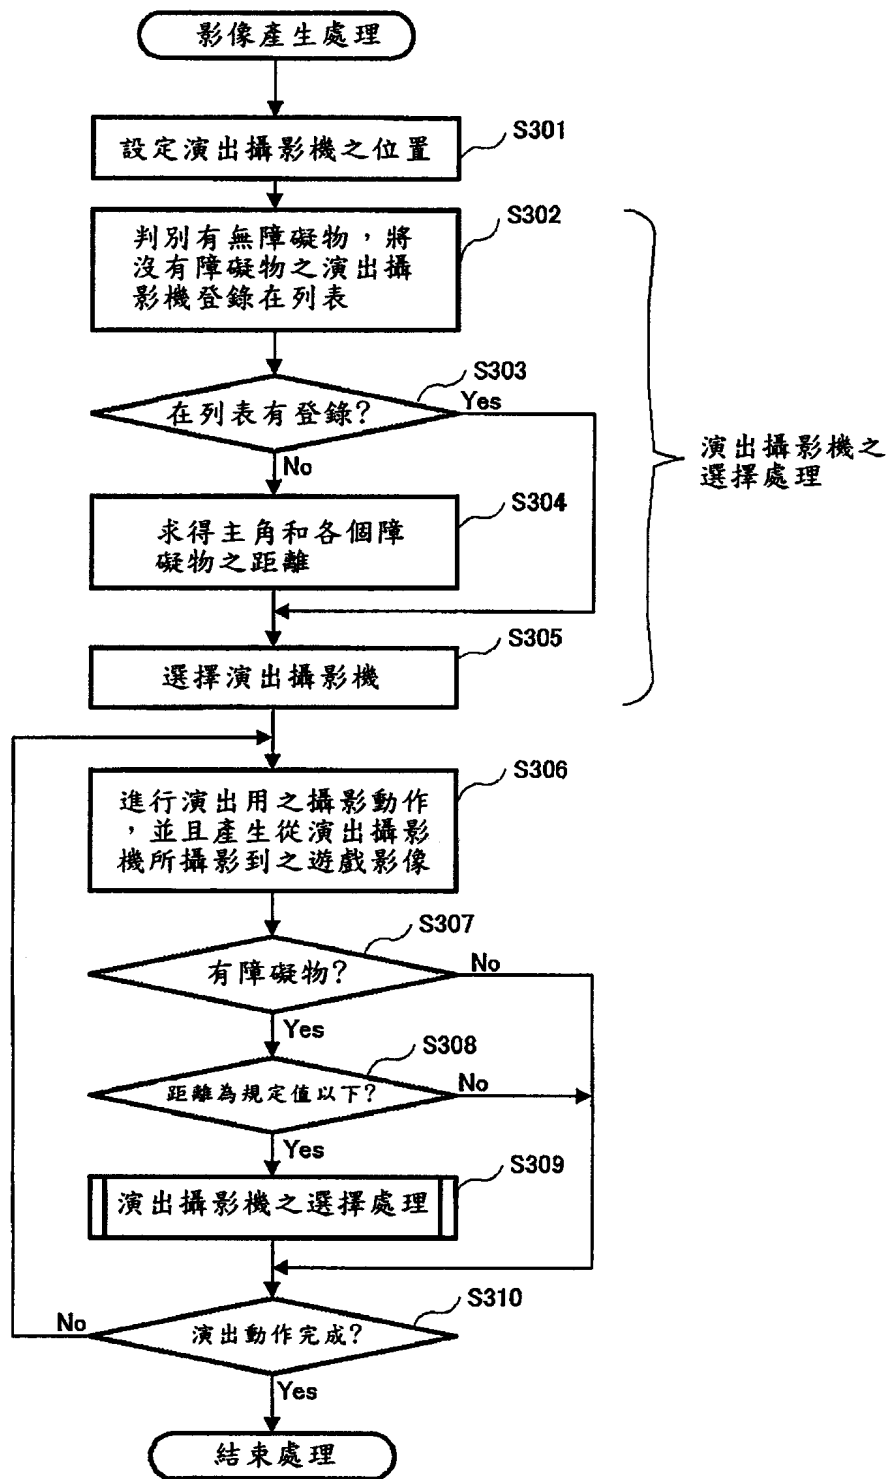 影像產生處理
S301
設定演出攝影機之位置
S302
判別有無障礙物,將
沒有障礙物之演出攝
影機登錄在列表
S303
在列表有登錄?
Yes
No
演出攝影機之
選擇處理
S304
求得主角和各個障
礙物之距離
S305
選擇演出攝影機
S306
進行演出用之攝影動作
,並且產生從演出攝影
機所攝影到之遊戲影像
S307
有障礙物?
No
Yes
S308
距離為規定值以下?
No
Yes
S309
演出攝影機之選擇處理
S310
No
演出動作完成?
Yes
結束處理